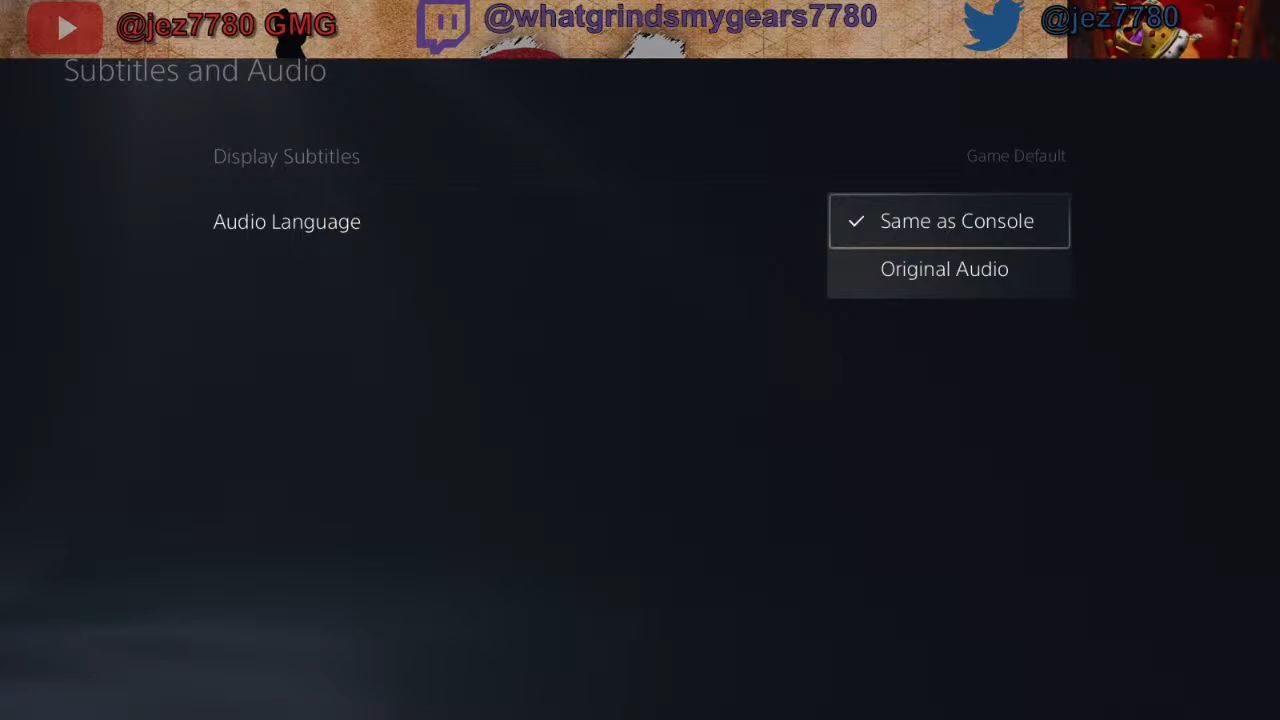 @jez7780 GMG
@whatgrindsmygears7780
@jez7780
Subtitles and Audio
Display Subtitles
Game Default
Audio Language
Same as Console
Original Audio